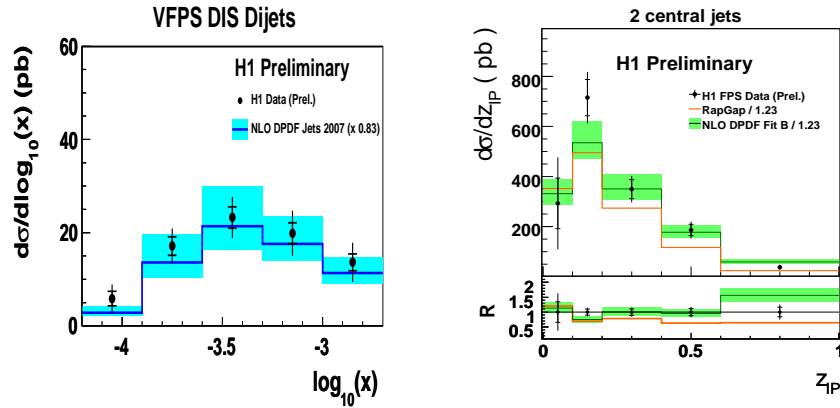 VFPS DIS Dijets
dσ/dlog10(x) (pb)
60
40
20
0
H1 Preliminary
H1 Data (Prel.)
NLO DPDF Jets 2007 (x 0.83)
-4
-3.5
-3
log10(x)
2 central jets
dσ/dzIP ( pb )
800
600
400
200
H1 Preliminary
H1 FPS Data (Prel.)
RapGap / 1.23
NLO DPDF Fit B / 1.23
R
1.5
1
0.5
0
0.5
1
zIP